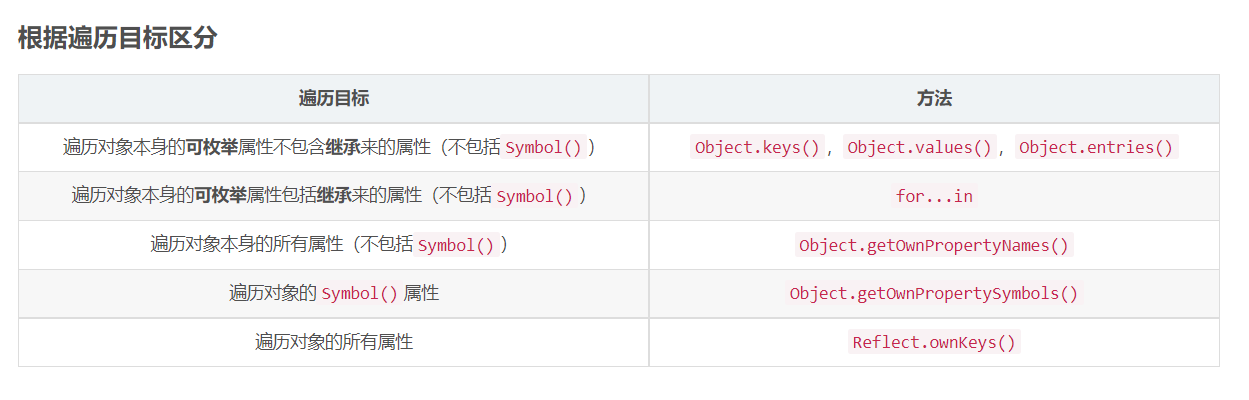 根据遍历目标区分
遍历目标 方法
遍历对象本身的可枚举属性不包含继承来的属性（不包括 Symbol() ） Object.keys() ，Object.values() ，Object.entries()
遍历对象本身的可枚举属性包括继承来的属性（不包括 Symbol() ） for...in
遍历对象本身的所有属性（不包括 Symbol() ） Object.getOwnPropertyNames()
遍历对象的 Symbol() 属性 Object.getOwnPropertySymbols()
遍历对象的所有属性 Reflect.ownKeys()